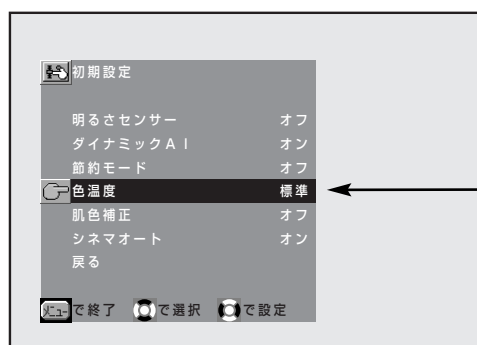 初期設定
明るさセンサー オフ
ダイナミックAI オン
節約モード オフ
色温度 標準
肌色補正 オフ
シネマオート オン
戻る
メニューで終了 で選択 で設定